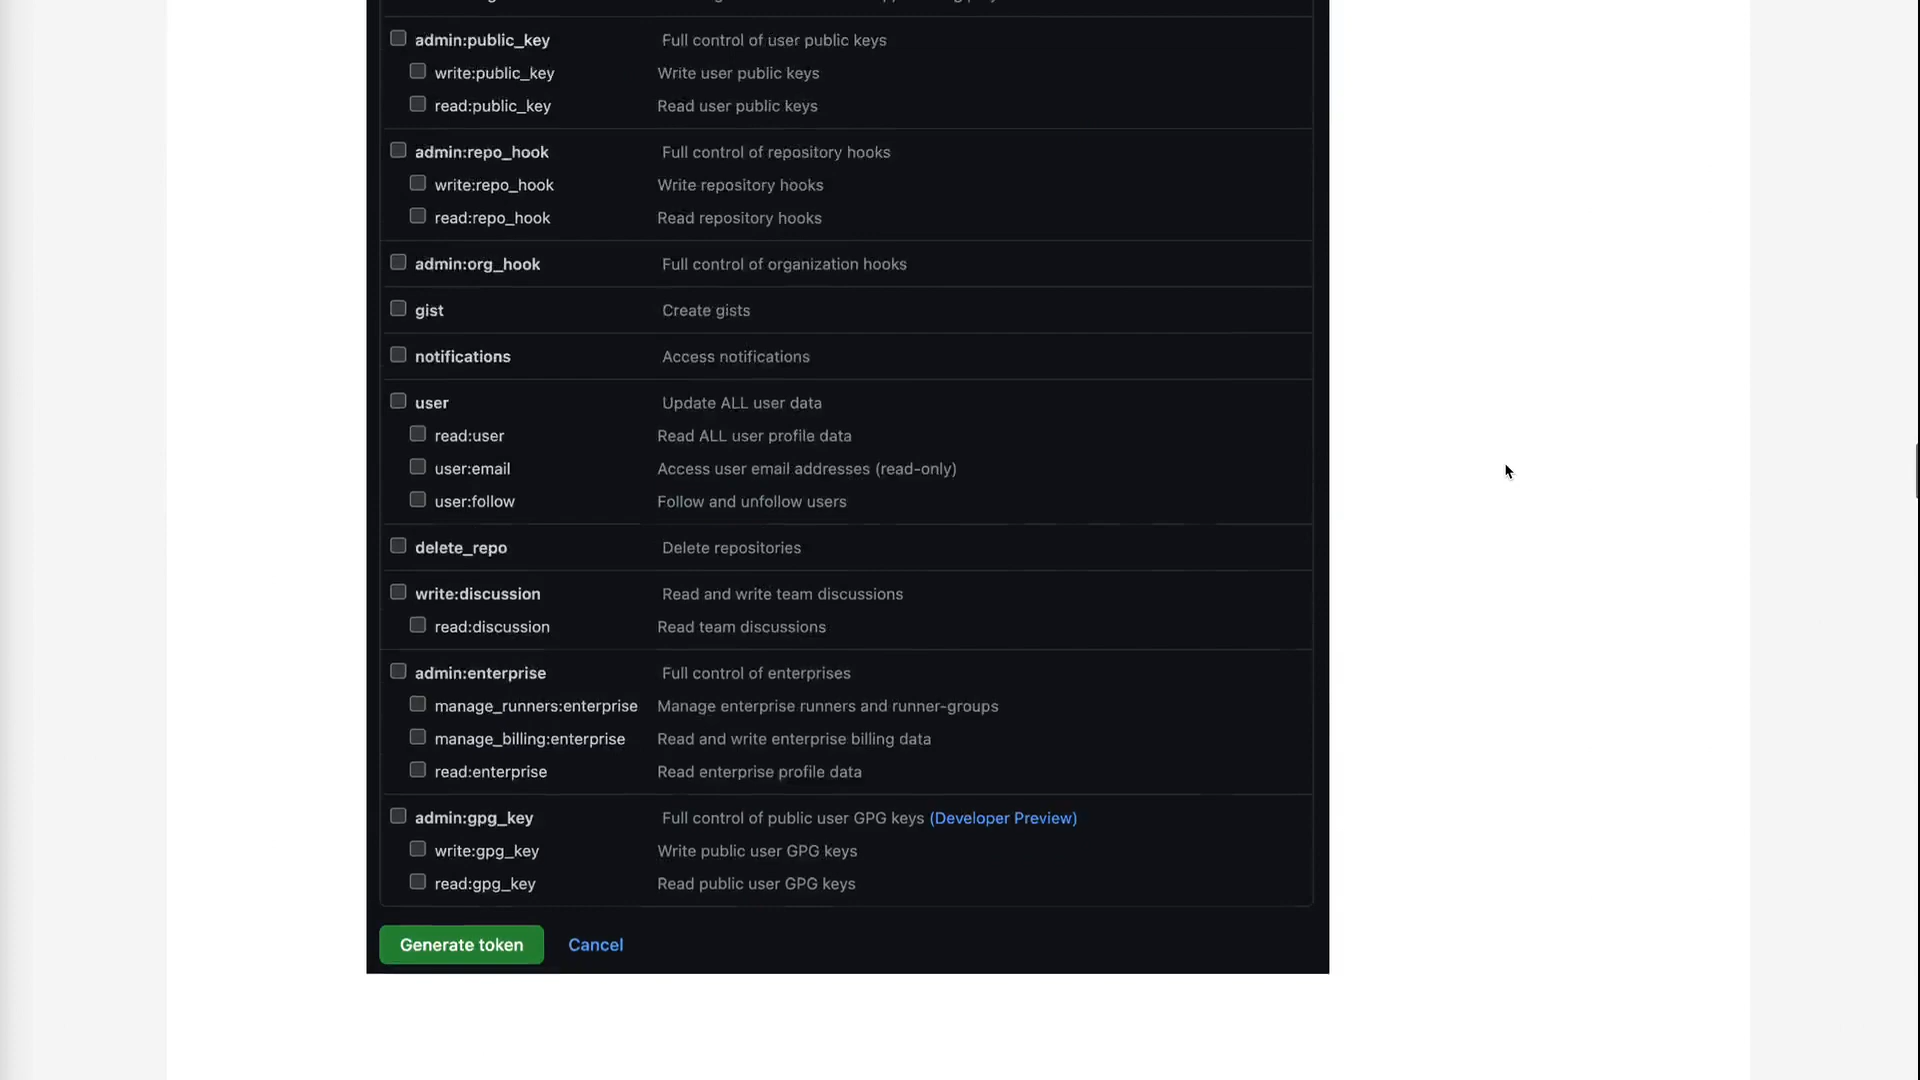 admin:public_key Full control of user public keys
write:public_key Write user public keys
read:public_key Read user public keys
admin:repo_hook Full control of repository hooks
write:repo_hook Write repository hooks
read:repo_hook Read repository hooks
admin:org_hook Full control of organization hooks
gist Create gists
notifications Access notifications
user Update ALL user data
read:user Read ALL user profile data
user:email Access user email addresses (read-only)
user:follow Follow and unfollow users
delete_repo Delete repositories
write:discussion Read and write team discussions
read:discussion Read team discussions
admin:enterprise Full control of enterprises
manage_runners:enterprise Manage enterprise runners and runner-groups
manage_billing:enterprise Read and write enterprise billing data
read:enterprise Read enterprise profile data
admin:gpg_key Full control of public user GPG keys (Developer Preview)
write:gpg_key Write public user GPG keys
read:gpg_key Read public user GPG keys
Generate token Cancel